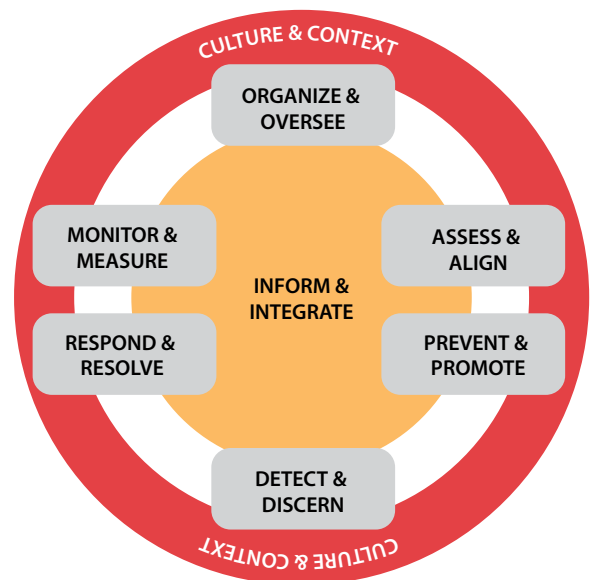 CULTURE & CONTEXT
ORGANIZE &
OVERSEE
MONITOR &
MEASURE
ASSESS &
ALIGN
INFORM &
INTEGRATE
RESPOND &
RESOLVE
PREVENT &
PROMOTE
DETECT &
DISCERN
CULTURE & CONTEXT